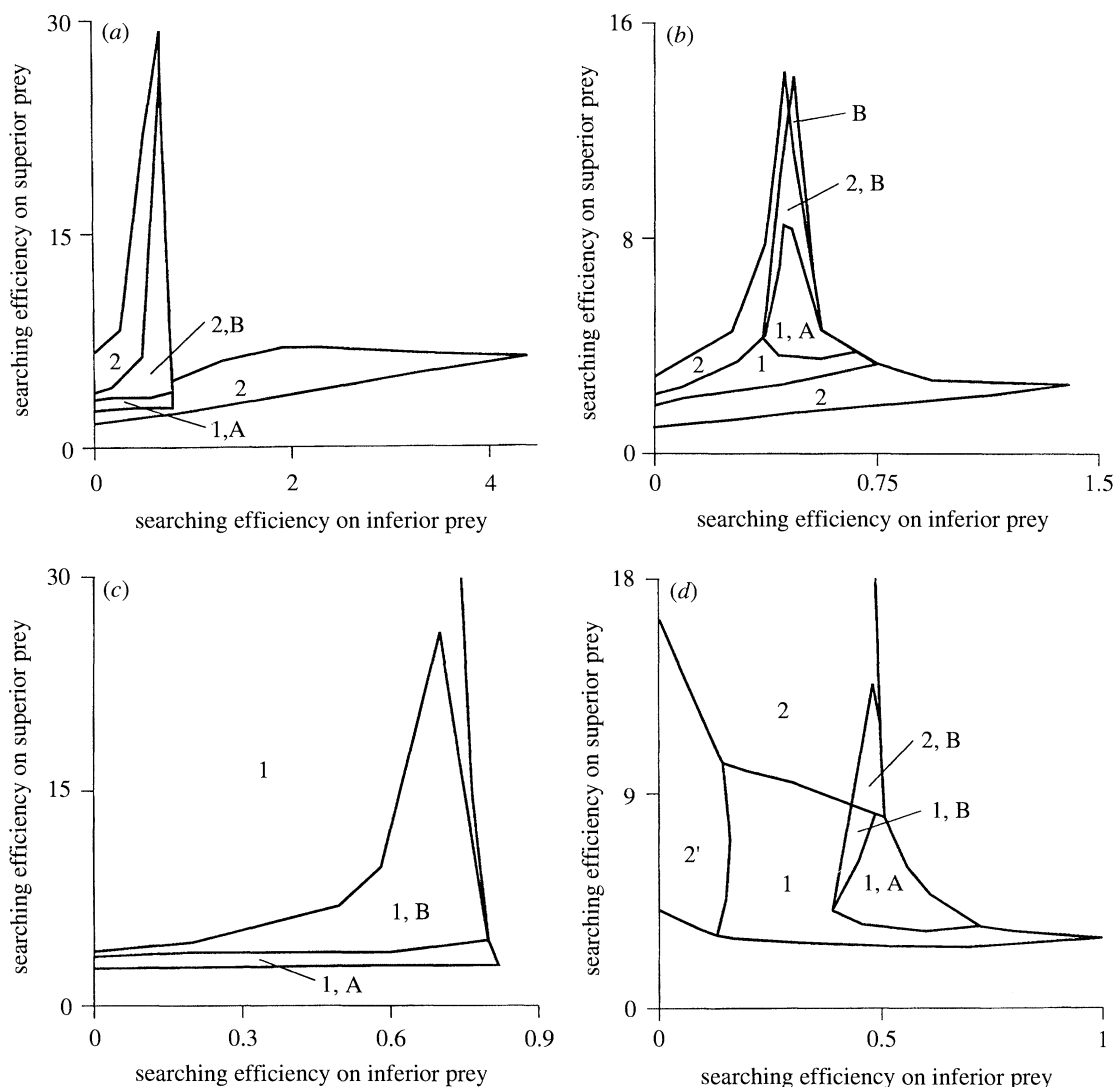 (a)
30
15
0
searching efficiency on superior prey
2
2,B
2
1,A
0 2 4
searching efficiency on inferior prey
(b)
16
8
0
searching efficiency on superior prey
B
2, B
1, A
2
1
2
0 0.75 1.5
searching efficiency on inferior prey
(c)
30
15
0
searching efficiency on superior prey
1
1, B
1, A
0 0.3 0.6 0.9
searching efficiency on inferior prey
(d)
18
9
0
searching efficiency on superior prey
2
2, B
1, B
2'
1
1, A
0 0.5 1
searching efficiency on inferior prey